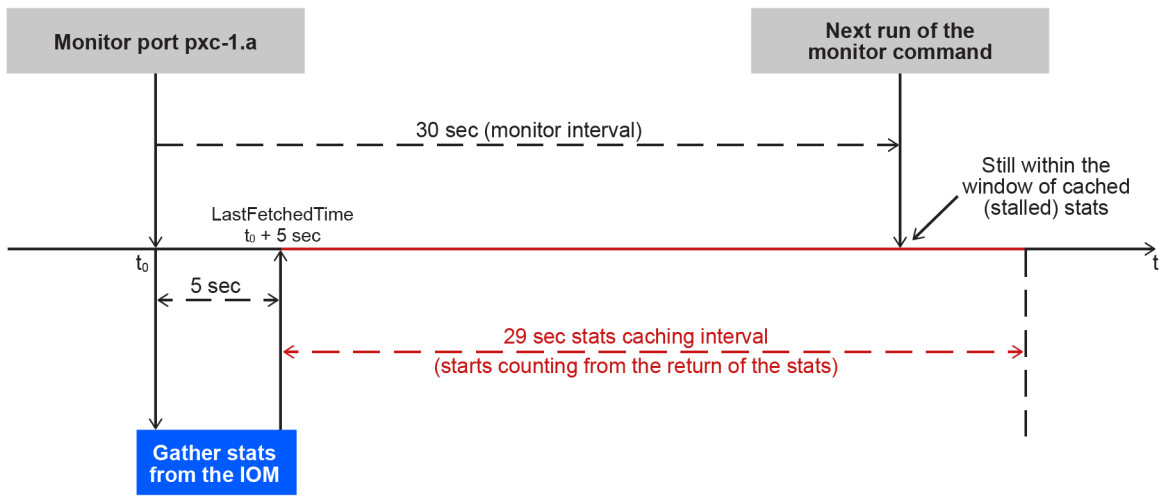 Monitor port pxc-1.a
Next run of the
monitor command
30 sec (monitor interval)
Still within the
window of cached
(stalled) stats
LastFetchedTime
t₀ + 5 sec
t₀
t
5 sec
29 sec stats caching interval
(starts counting from the return of the stats)
Gather stats
from the IOM